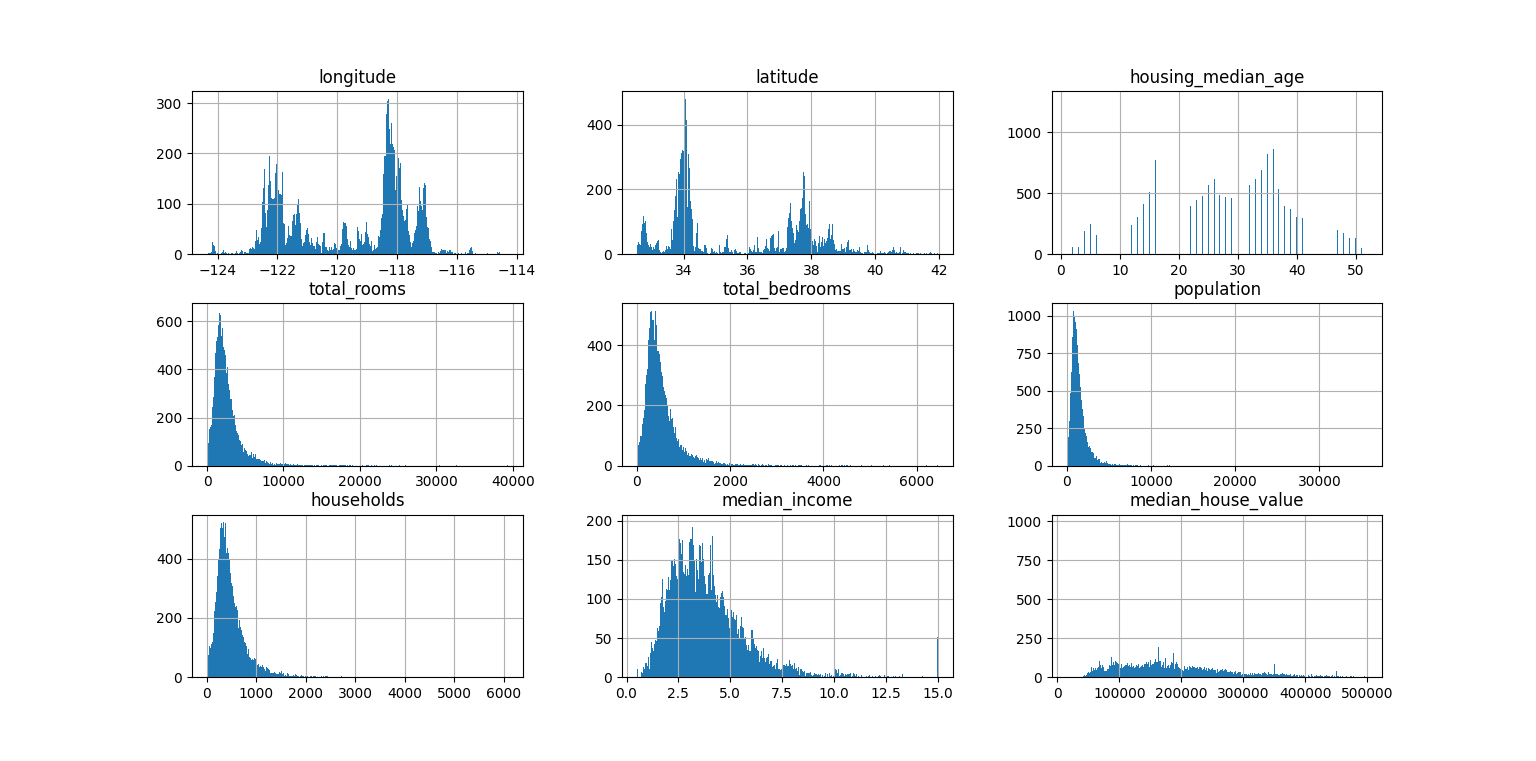 longitude
300
200
100
0
−124 −122 −120 −118 −116 −114
latitude
400
200
0
34 36 38 40 42
housing_median_age
1000
500
0
0 10 20 30 40 50
total_rooms
600
400
200
0
0 10000 20000 30000 40000
total_bedrooms
400
200
0
0 2000 4000 6000
population
1000
750
500
250
0
0 10000 20000 30000
households
400
200
0
0 1000 2000 3000 4000 5000 6000
median_income
200
150
100
50
0
0.0 2.5 5.0 7.5 10.0 12.5 15.0
median_house_value
1000
750
500
250
0
0 100000 200000 300000 400000 500000